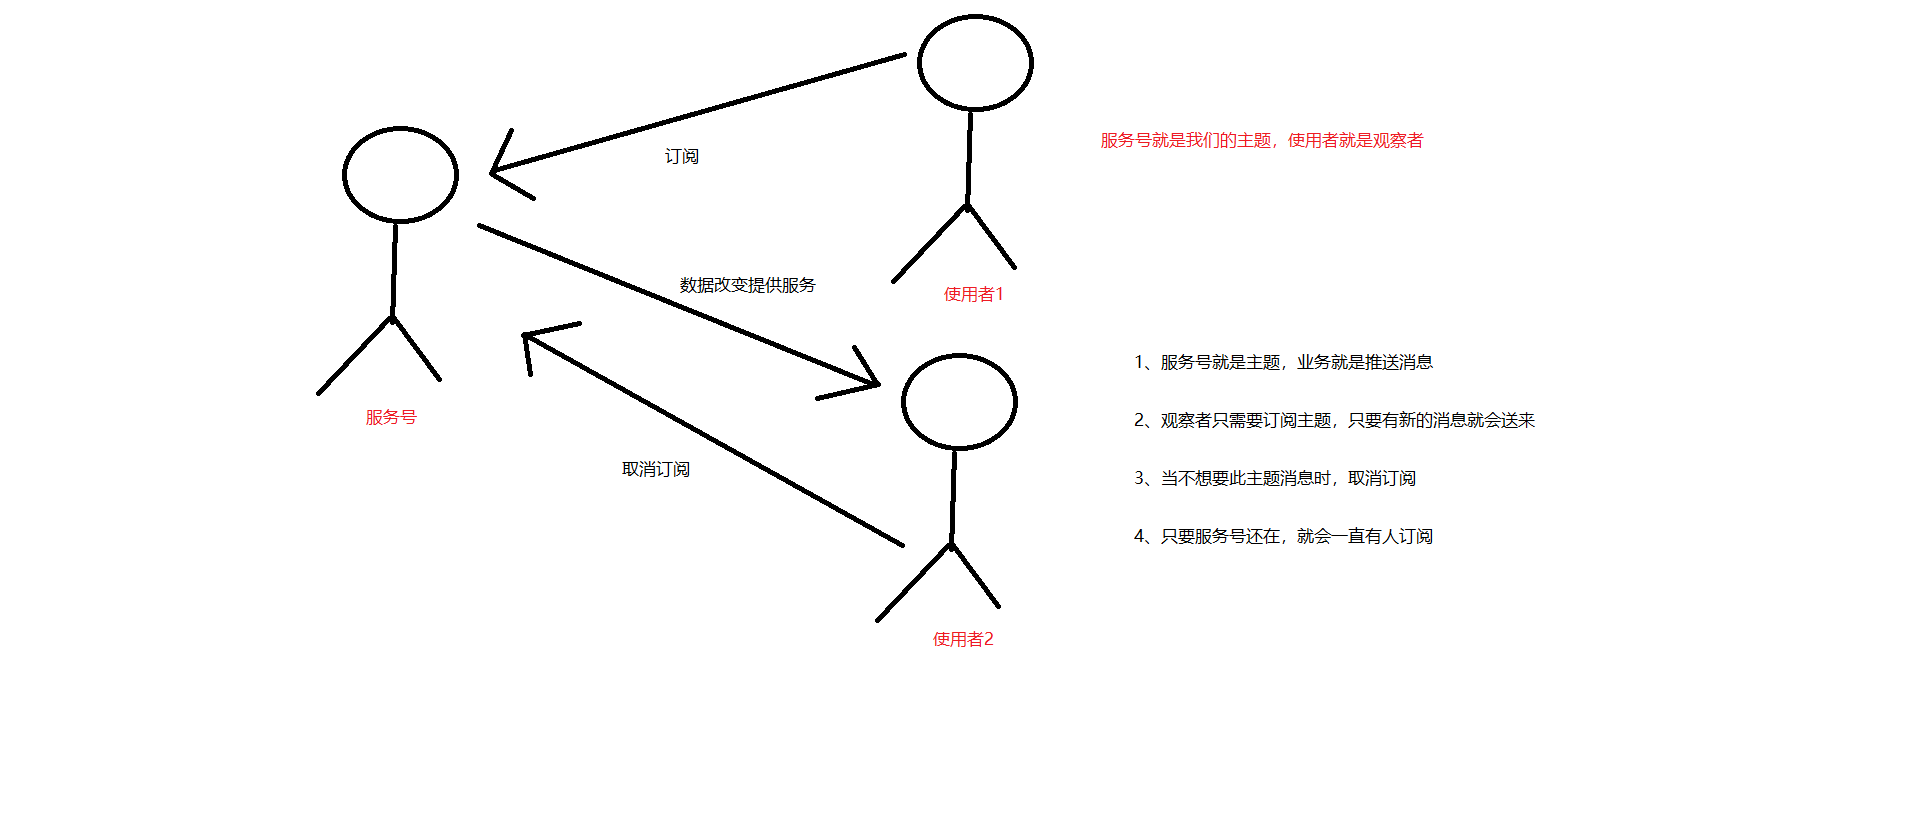 服务号就是我们的主题，使用者就是观察者
订阅
数据改变提供服务
使用者1
1、服务号就是主题，业务就是推送消息
服务号
2、观察者只需要订阅主题，只要有新的消息就会送来
取消订阅
3、当不想要此主题消息时，取消订阅
4、只要服务号还在，就会一直有人订阅
使用者2